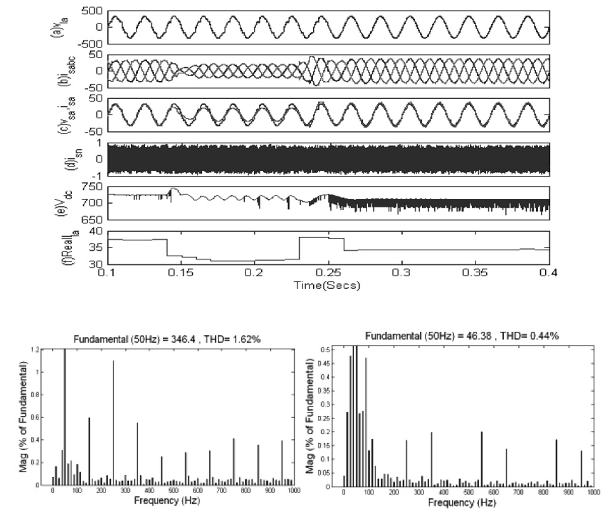 500
0
-500
(a)v_la
50
0
-50
(b)i_sabc
50
0
-50
(c)v_sa,i_sa
1
0
-1
(d)i_sn
750
700
650
(e)V_dc
40
35
30
(f)RealI_la
0.1 0.15 0.2 0.25 0.3 0.35 0.4
Time(Secs)
Fundamental (50Hz) = 346.4 , THD= 1.62%
1.2
1
0.8
0.6
0.4
0.2
0
Mag (% of Fundamental)
0 100 200 300 400 500 600 700 800 900 1000
Frequency (Hz)
Fundamental (50Hz) = 46.38 , THD= 0.44%
0.5
0.45
0.4
0.35
0.3
0.25
0.2
0.15
0.1
0.05
0
Mag (% of Fundamental)
0 100 200 300 400 500 600 700 800 900 1000
Frequency (Hz)